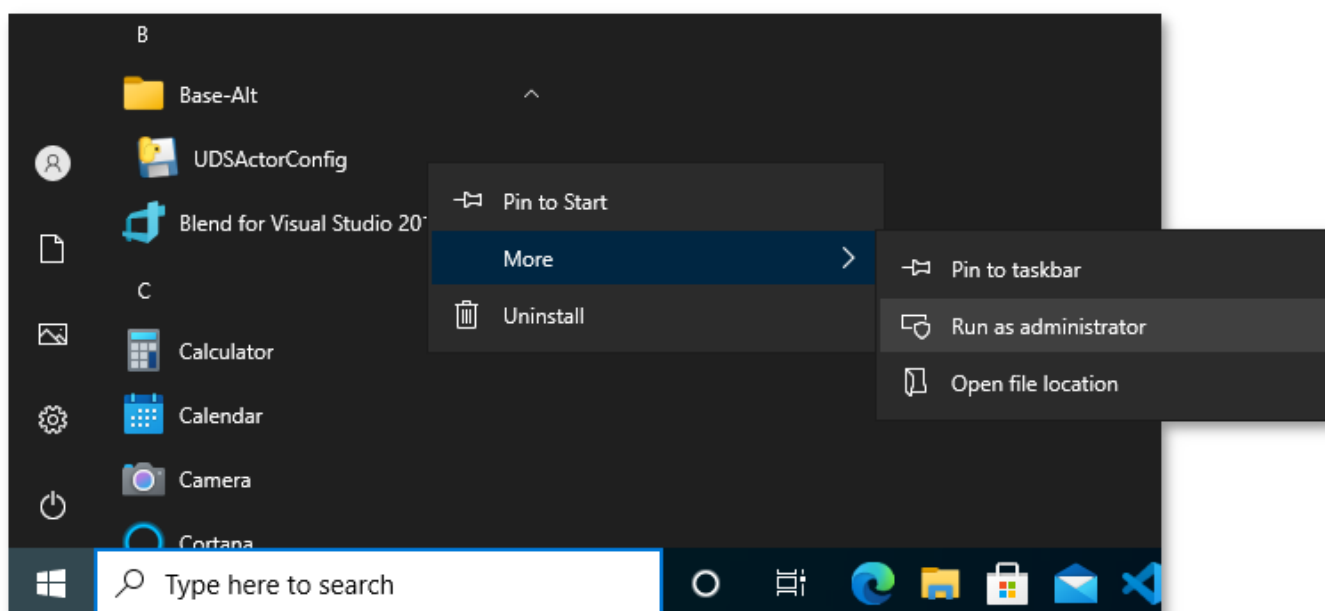 B
Base-Alt
UDSActorConfig
Blend for Visual Studio 20
C
Calculator
Calendar
Camera
Cortana
Pin to Start
More
Uninstall
Pin to taskbar
Run as administrator
Open file location
Type here to search